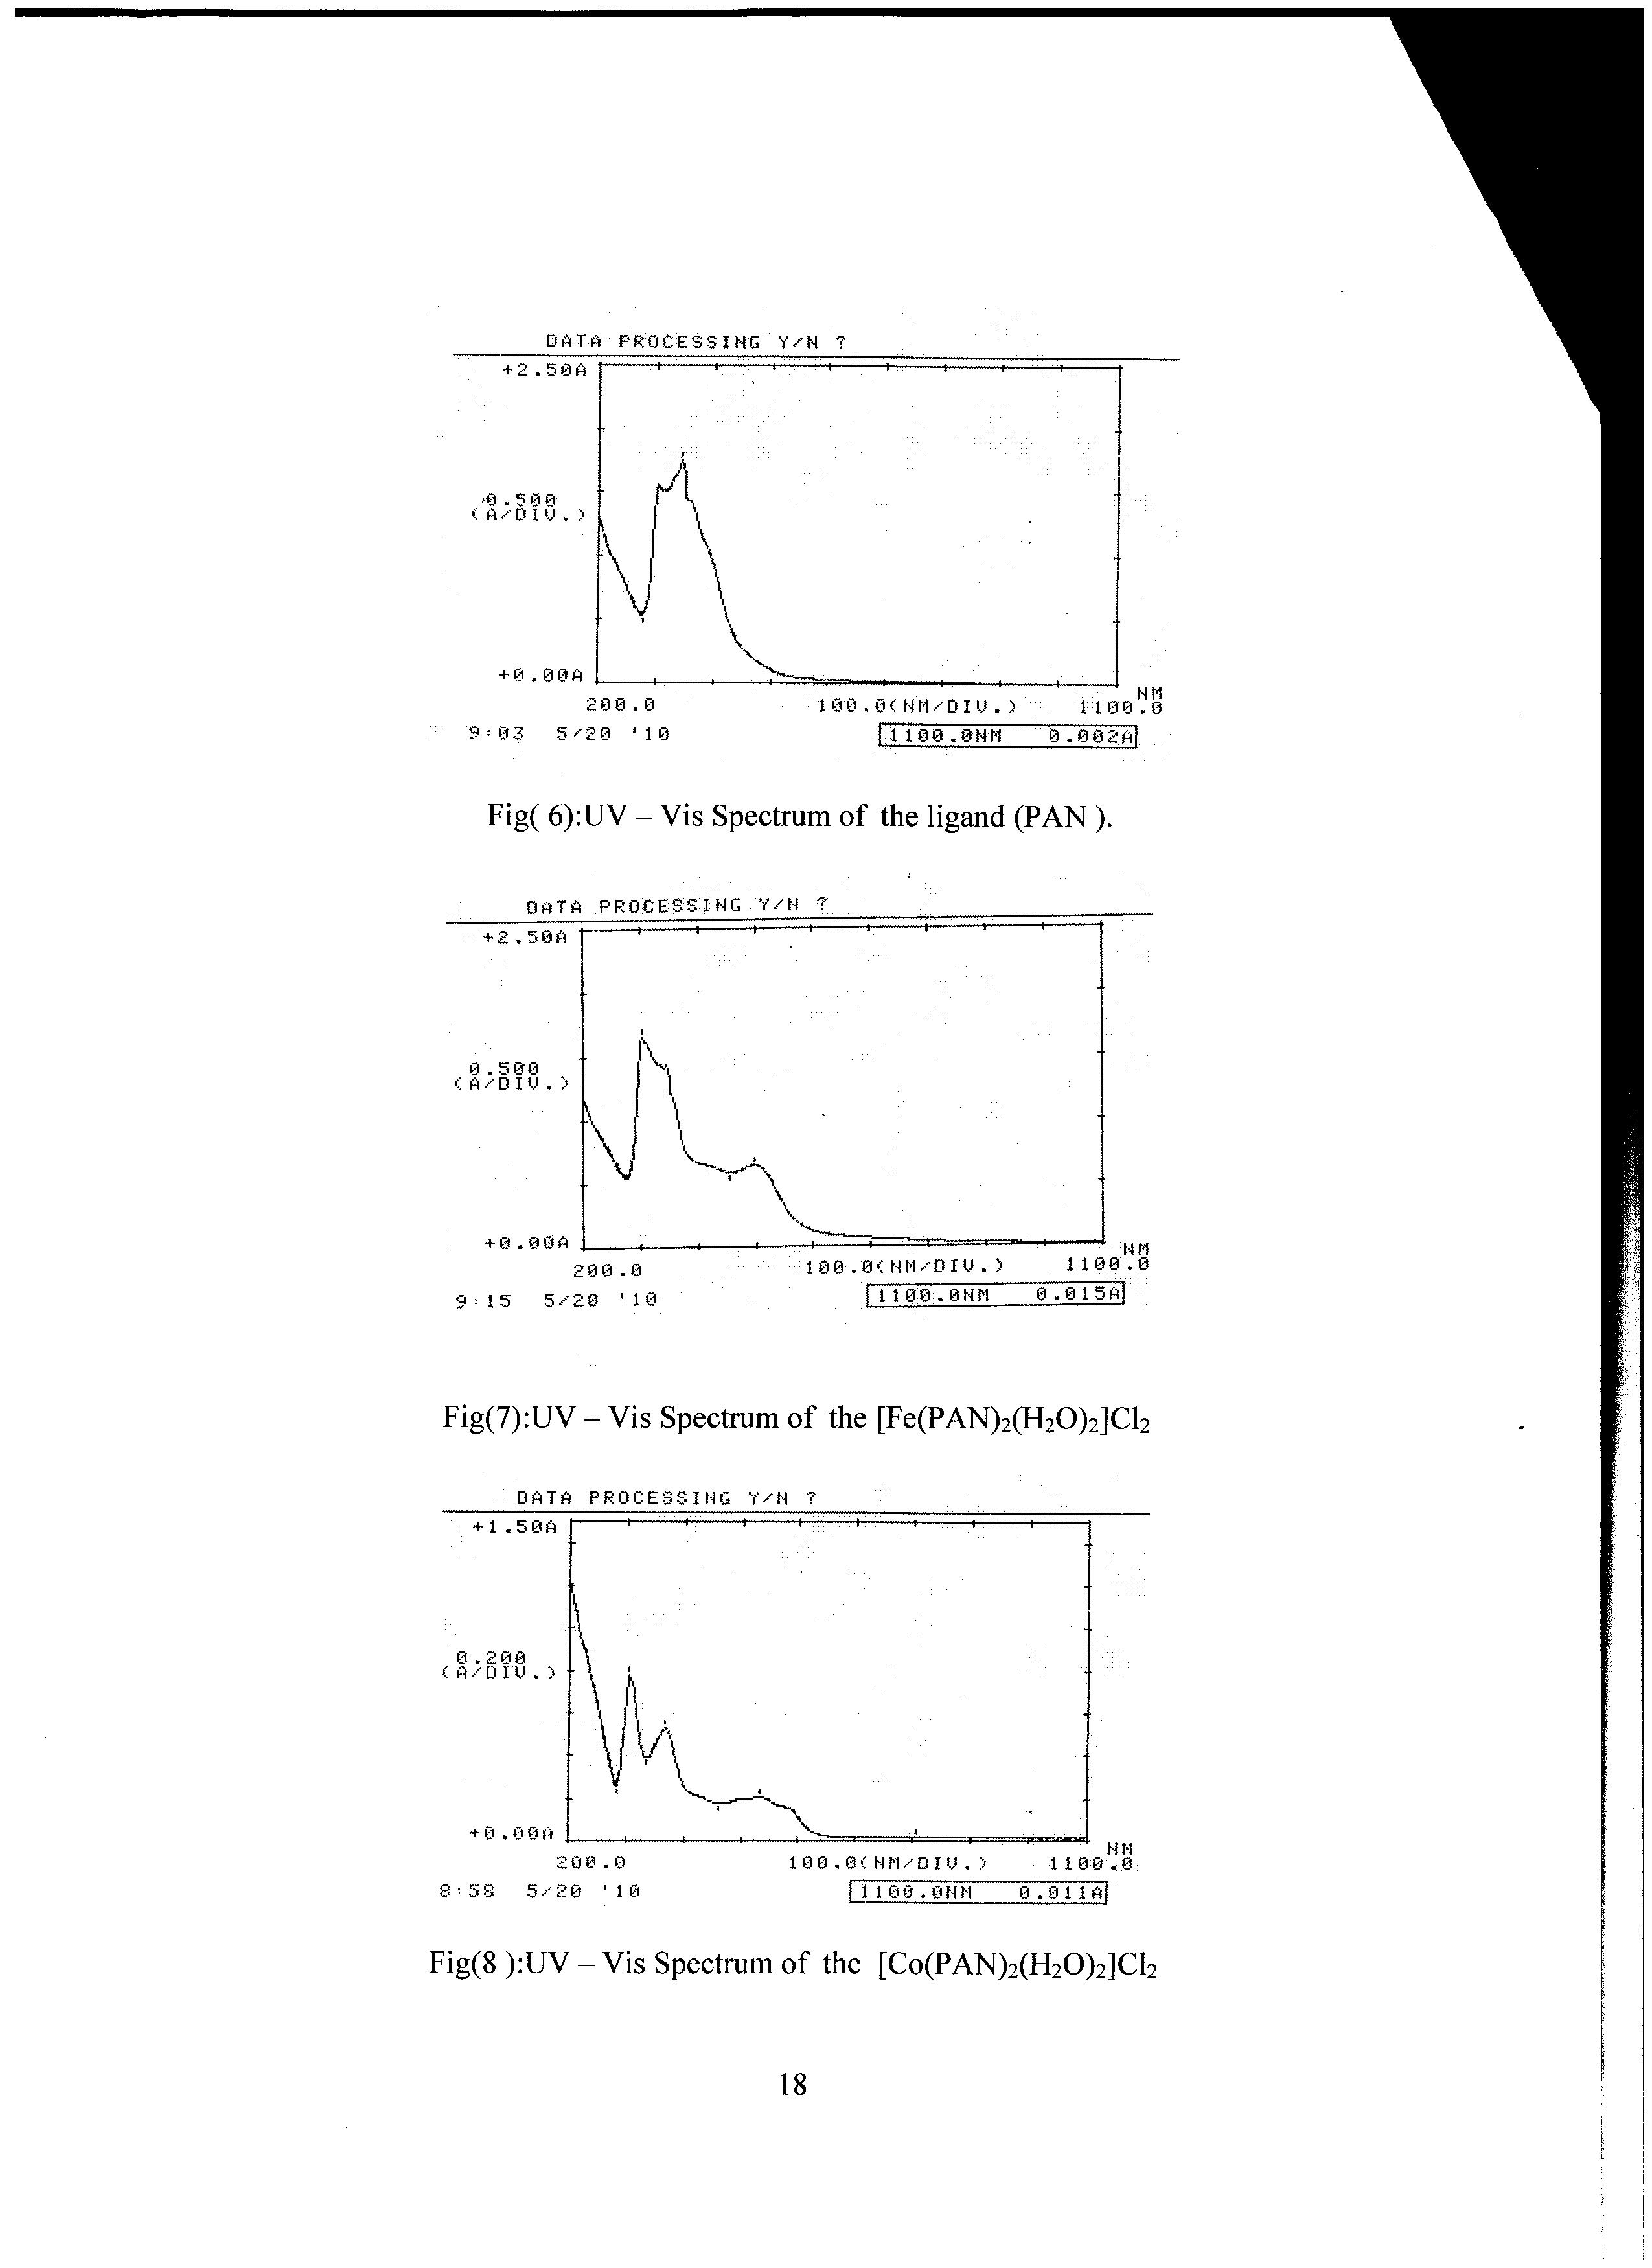 DATA PROCESSING Y/N ?
+2.50A
0.500
(A/DIV.)
+0.00A
NM
200.0 100.0(NM/DIV.) 1100.0
9:03 5/20 '10 1100.0NM 0.002A
Fig( 6):UV – Vis Spectrum of the ligand (PAN ).
DATA PROCESSING Y/N ?
+2.50A
0.500
(A/DIV.)
+0.00A
NM
200.0 100.0(NM/DIV.) 1100.0
9:15 5/20 '10 1100.0NM 0.015A
Fig(7):UV – Vis Spectrum of the [Fe(PAN)₂(H₂O)₂]Cl₂
DATA PROCESSING Y/N ?
+1.50A
0.200
(A/DIV.)
+0.00A
NM
200.0 100.0(NM/DIV.) 1100.0
8:58 5/20 '10 1100.0NM 0.011A
Fig(8 ):UV – Vis Spectrum of the [Co(PAN)₂(H₂O)₂]Cl₂
18